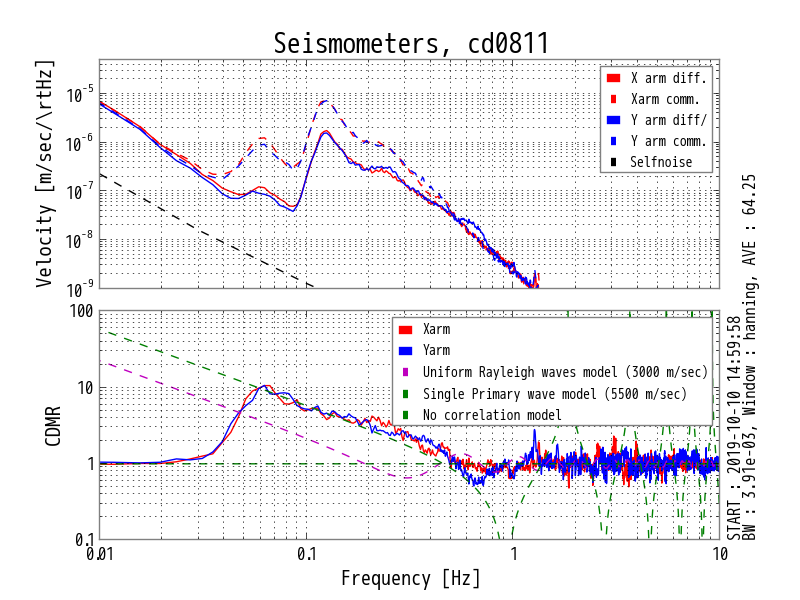 Seismometers, cd0811
Velocity [m/sec/\rtHz]
10^-5
10^-6
10^-7
10^-8
10^-9
X arm diff.
Xarm comm.
Y arm diff/
Y arm comm.
Selfnoise
CDMR
100
10
1
0.1
Xarm
Yarm
Uniform Rayleigh waves model (3000 m/sec)
Single Primary wave model (5500 m/sec)
No correlation model
0.01
0.1
1
10
Frequency [Hz]
START : 2019-10-10 14:59:58
BW : 3.91e-03, Window : hanning, AVE : 64.25